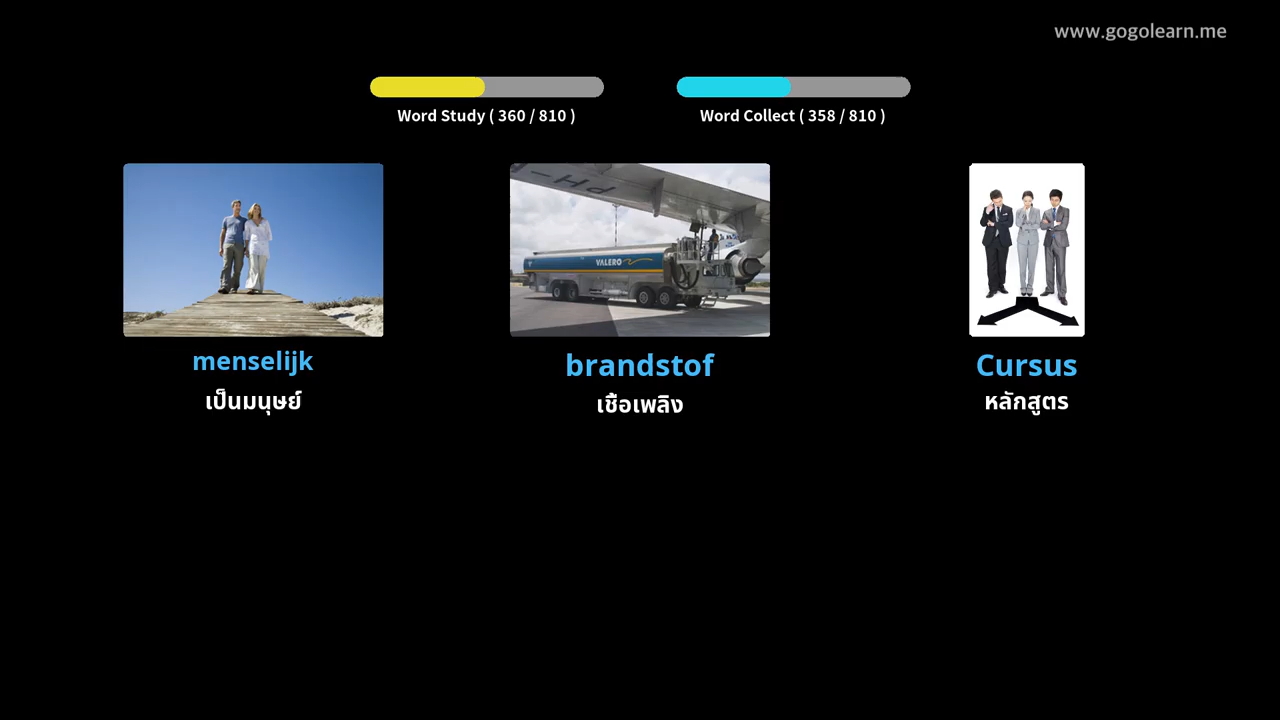 www.gogolearn.me
Word Study ( 360 / 810 )
Word Collect ( 358 / 810 )
VALERO
menselijk
brandstof
Cursus
เป็นมนุษย์
เชื้อเพลิง
หลักสูตร